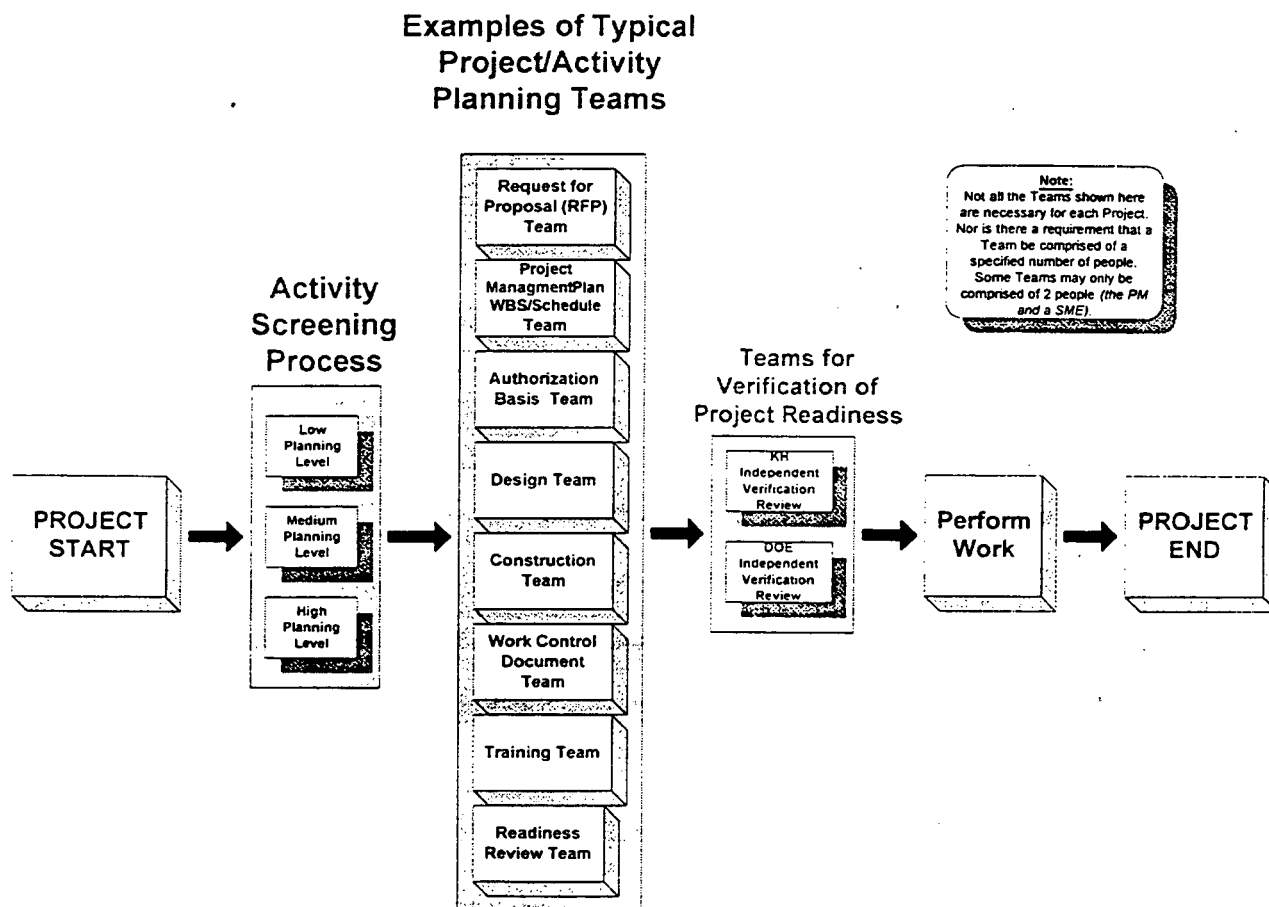 Examples of Typical
Project/Activity
Planning Teams
Request for
Proposal (RFP)
Team
Project
ManagmentPlan
WBS/Schedule
Team
Authorization
Basis Team
Design Team
Construction
Team
Work Control
Document
Team
Training Team
Readiness
Review Team
Note:
Not all the Teams shown here
are necessary for each Project.
Nor is there a requirement that a
Team be comprised of a
specified number of people.
Some Teams may only be
comprised of 2 people (the PM
and a SME).
Activity
Screening
Process
Low
Planning
Level
Medium
Planning
Level
High
Planning
Level
Teams for
Verification of
Project Readiness
KH
Independent
Verification
Review
DOE
Independent
Verification
Review
PROJECT
START
Perform
Work
PROJECT
END